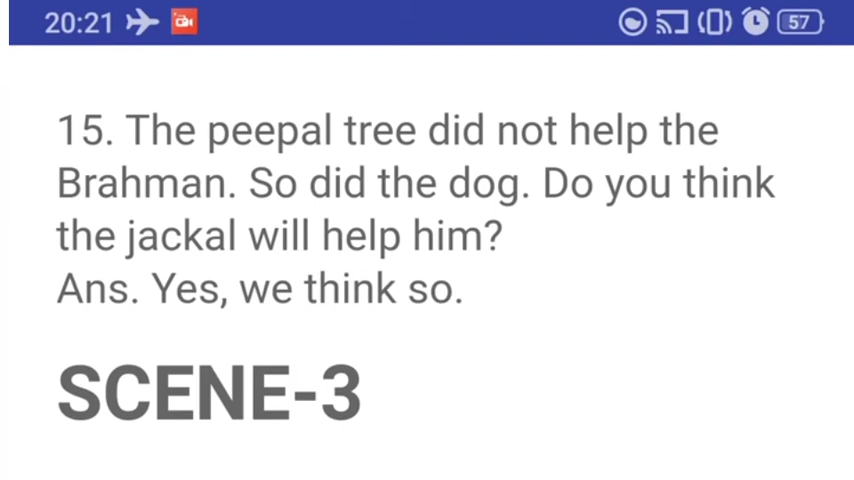 20:21
57
15. The peepal tree did not help the
Brahman. So did the dog. Do you think
the jackal will help him?
Ans. Yes, we think so.
SCENE-3